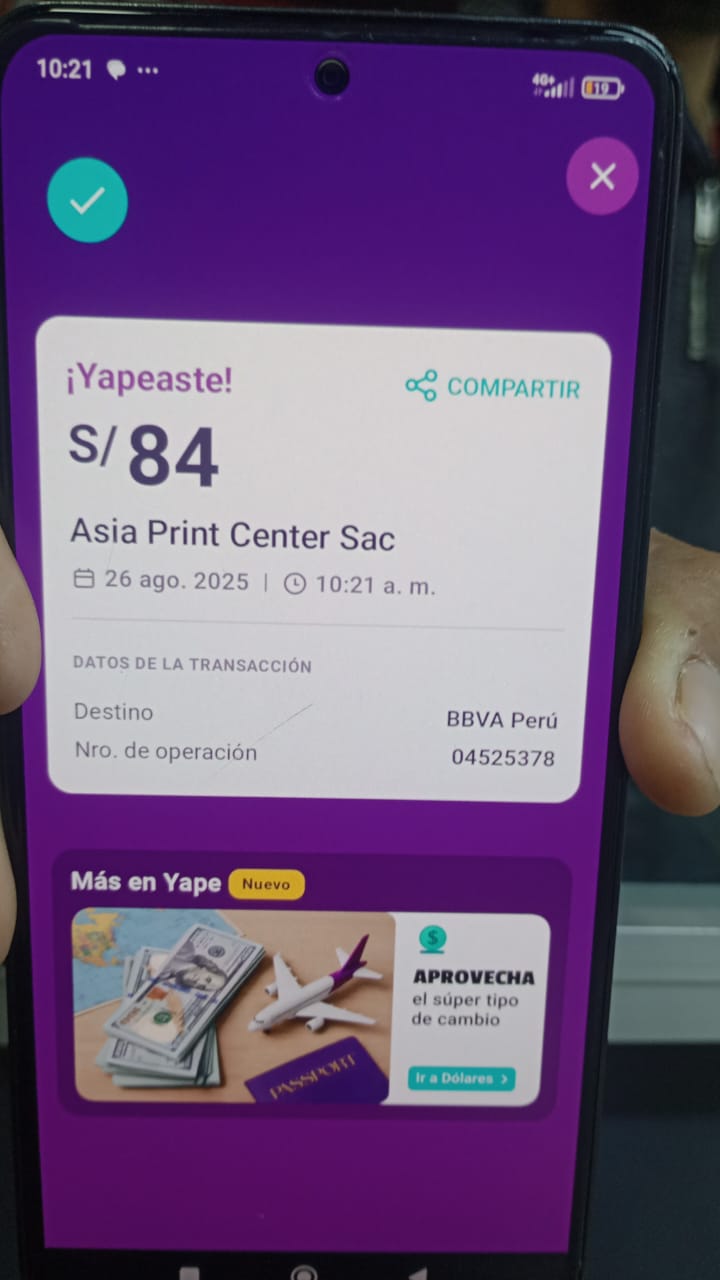 10:21
4G+ 19
¡Yapeaste!
COMPARTIR
S/ 84
Asia Print Center Sac
26 ago. 2025 | 10:21 a. m.
DATOS DE LA TRANSACCIÓN
Destino BBVA Perú
Nro. de operación 04525378
Más en Yape Nuevo
$
APROVECHA
el súper tipo
de cambio
PASSPORT
Ir a Dólares >